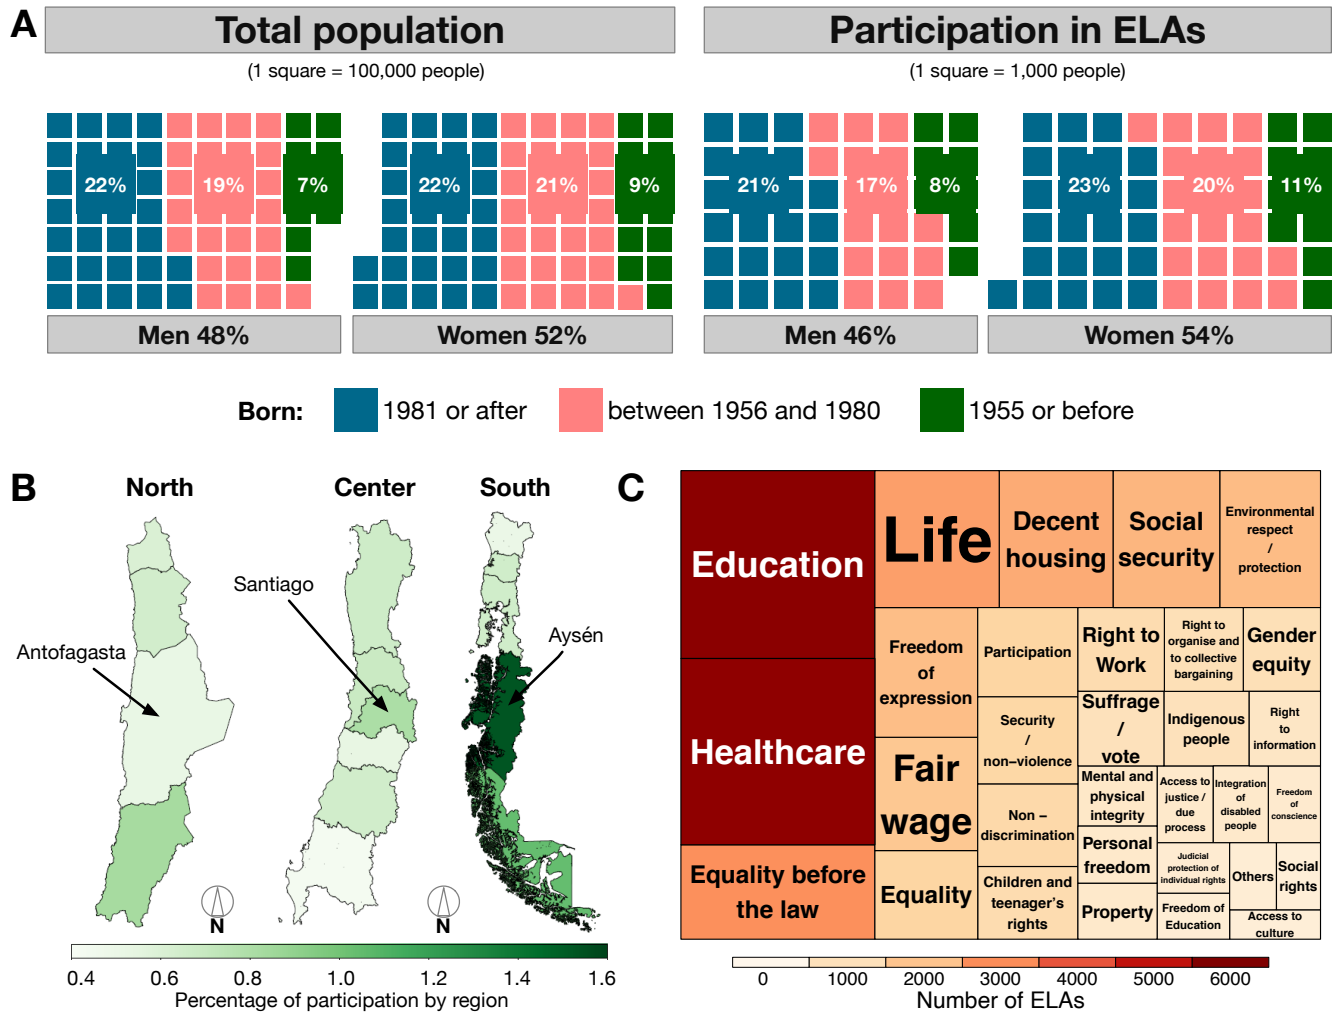 A
Total population
(1 square = 100,000 people)
22%
19%
7%
22%
21%
9%
Men 48%
Women 52%
Participation in ELAs
(1 square = 1,000 people)
21%
17%
8%
23%
20%
11%
Men 46%
Women 54%
Born:
1981 or after
between 1956 and 1980
1955 or before
B
North
Center
South
Antofagasta
Santiago
Aysén
N
N
0.4
0.6
0.8
1.0
1.2
1.4
1.6
Percentage of participation by region
C
Education
Healthcare
Equality before
the law
Life
Decent
housing
Social
security
Environmental
respect
/
protection
Freedom
of
expression
Fair
wage
Equality
Participation
Security
/
non–violence
Non –
discrimination
Children and
teenager's
rights
Right to
Work
Right to
organise and
to collective
bargaining
Gender
equity
Suffrage
/
vote
Indigenous
people
Right
to
information
Mental and
physical
integrity
Access to
justice /
due
process
Integration
of
disabled
people
Freedom
of
conscience
Personal
freedom
Property
Judicial
protection of
individual rights
Freedom of
Education
Others
Social
rights
Access to
culture
0
1000
2000
3000
4000
5000
6000
Number of ELAs